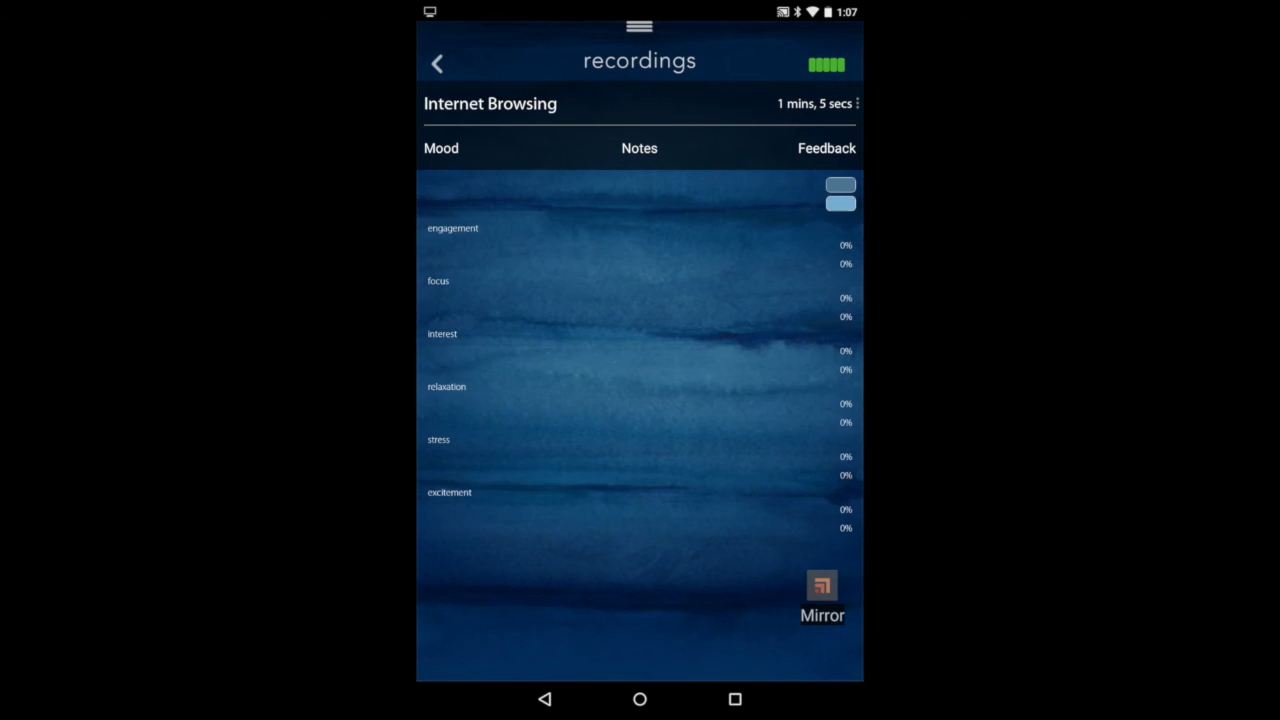 1:07
recordings
Internet Browsing 1 mins, 5 secs
Mood Notes Feedback
engagement
0%
0%
focus
0%
0%
interest
0%
0%
relaxation
0%
0%
stress
0%
0%
excitement
0%
0%
Mirror